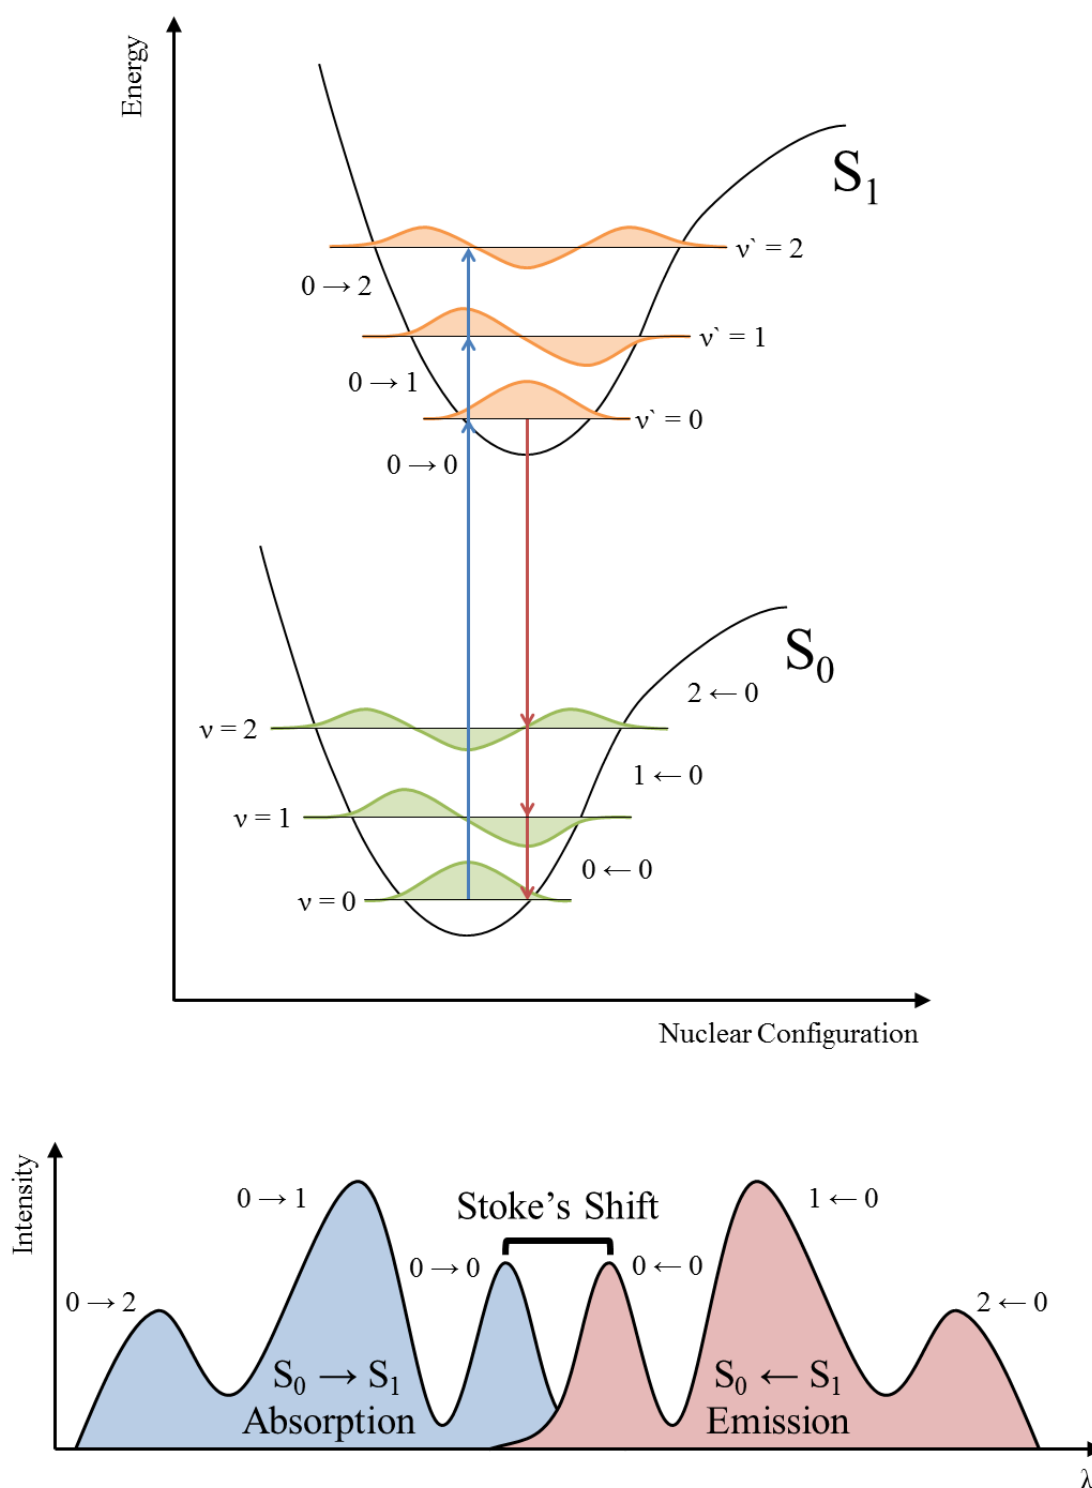 Energy
S₁
ν` = 2
0 → 2
ν` = 1
0 → 1
ν` = 0
0 → 0
S₀
2 ← 0
ν = 2
1 ← 0
ν = 1
0 ← 0
ν = 0
Nuclear Configuration
Intensity
0 → 1
1 ← 0
Stoke's Shift
0 → 0
0 ← 0
0 → 2
2 ← 0
S₀ → S₁
Absorption
S₀ ← S₁
Emission
λ